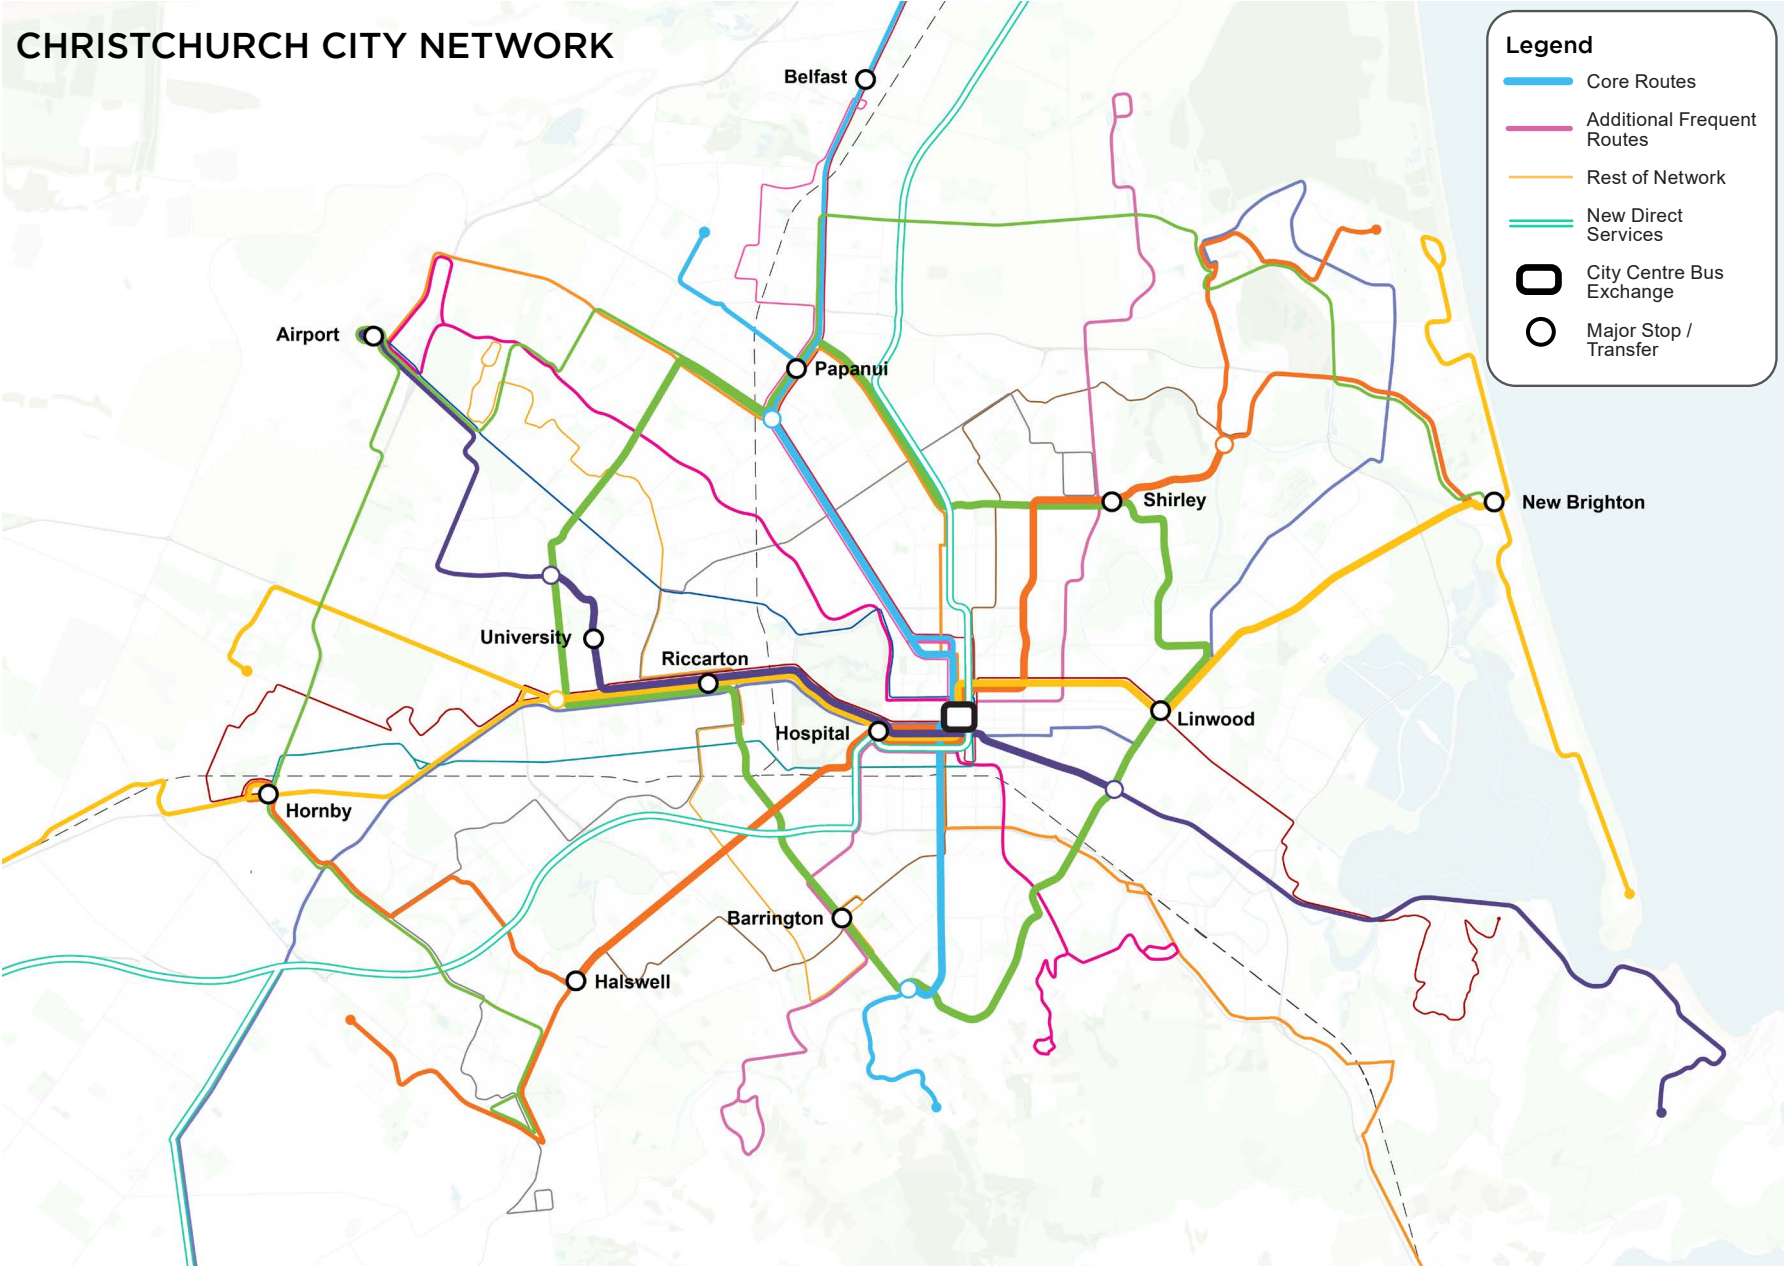 CHRISTCHURCH CITY NETWORK
Legend
Core Routes
Additional Frequent
Routes
Rest of Network
New Direct
Services
City Centre Bus
Exchange
Major Stop /
Transfer
Belfast
Airport
Papanui
Shirley
New Brighton
University
Riccarton
Hospital
Linwood
Hornby
Barrington
Halswell